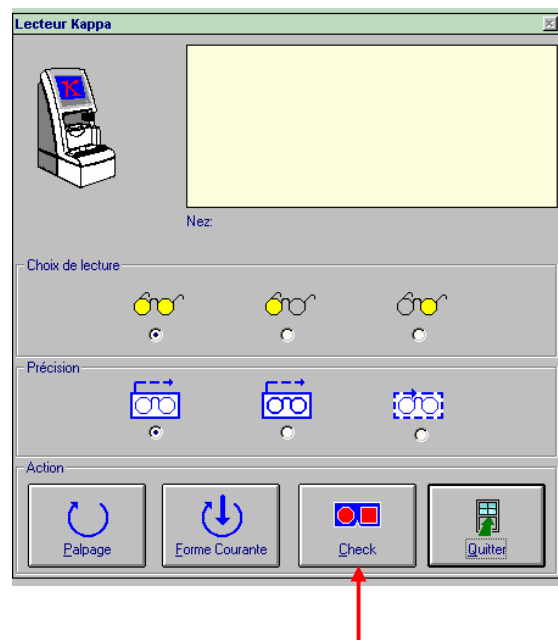 Lecteur Kappa
K
Nez:
Choix de lecture
Précision
Action
Palpage
Forme Courante
Check
Quitter